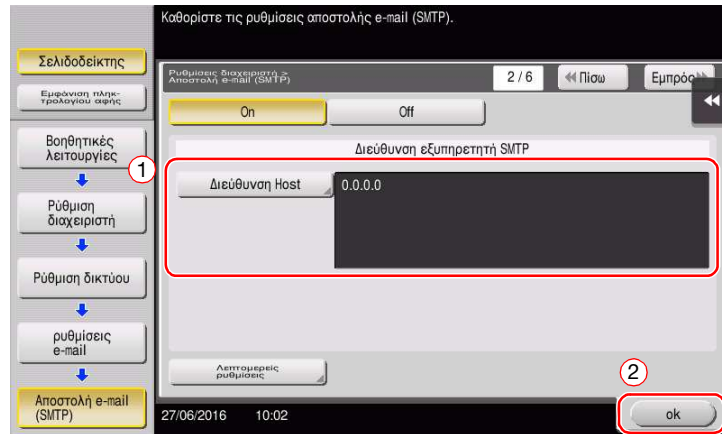 Καθορίστε τις ρυθμίσεις αποστολής e-mail (SMTP).
Σελιδοδείκτης
Εμφάνιση πληκ-
τρολογίου αφής
Βοηθητικές
λειτουργίες
1
Ρύθμιση
διαχειριστή
Ρύθμιση δικτύου
ρυθμίσεις
e-mail
Αποστολή e-mail
(SMTP)
Ρυθμίσεις διαχειριστή >
Αποστολή e-mail (SMTP)
2 / 6
Πίσω
Εμπρός
On
Off
Διεύθυνση εξυπηρετητή SMTP
Διεύθυνση Host
0.0.0.0
Λεπτομερείς
ρυθμίσεις
2
27/06/2016 10:02
ok